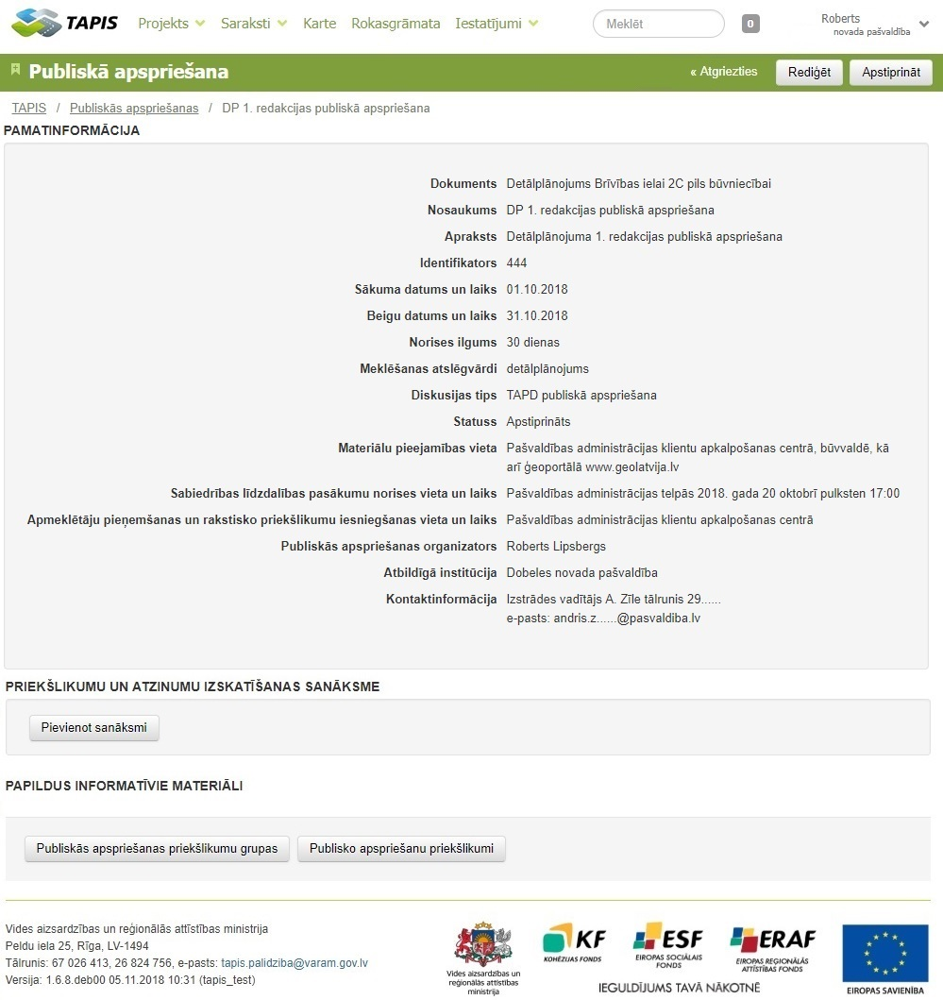 TAPIS Projekts Saraksti Karte Rokasgrāmata Iestatījumi Meklēt 0 Roberts
novada pašvaldība
Publiskā apspriešana « Atgriezties Rediģēt Apstiprināt
TAPIS / Publiskās apspriešanas / DP 1. redakcijas publiskā apspriešana
PAMATINFORMĀCIJA
Dokuments Detālplānojums Brīvības ielai 2C pils būvniecībai
Nosaukums DP 1. redakcijas publiskā apspriešana
Apraksts Detālplānojuma 1. redakcijas publiskā apspriešana
Identifikators 444
Sākuma datums un laiks 01.10.2018
Beigu datums un laiks 31.10.2018
Norises ilgums 30 dienas
Meklēšanas atslēgvārdi detālplānojums
Diskusijas tips TAPD publiskā apspriešana
Statuss Apstiprināts
Materiālu pieejamības vieta Pašvaldības administrācijas klientu apkalpošanas centrā, būvvaldē, kā
arī ģeoportālā www.geolatvija.lv
Sabiedrības līdzdalības pasākumu norises vieta un laiks Pašvaldības administrācijas telpās 2018. gada 20 oktobrī pulksten 17:00
Apmeklētāju pieņemšanas un rakstisko priekšlikumu iesniegšanas vieta un laiks Pašvaldības administrācijas klientu apkalpošanas centrā
Publiskās apspriešanas organizators Roberts Lipsbergs
Atbildīgā institūcija Dobeles novada pašvaldība
Kontaktinformācija Izstrādes vadītājs A. Zīle tālrunis 29......
e-pasts: andris.z......@pasvaldiba.lv
PRIEKŠLIKUMU UN ATZINUMU IZSKATĪŠANAS SANĀKSME
Pievienot sanāksmi
PAPILDUS INFORMATĪVIE MATERIĀLI
Publiskās apspriešanas priekšlikumu grupas Publisko apspriešanu priekšlikumi
Vides aizsardzības un reģionālās attīstības ministrija
Peldu iela 25, Rīga, LV-1494
Tālrunis: 67 026 413, 26 824 756, e-pasts: tapis.palidziba@varam.gov.lv
Versija: 1.6.8.deb00 05.11.2018 10:31 (tapis_test)
Vides aizsardzības un
reģionālās attīstības
ministrija
KF
KOHĒZIJAS FONDS
ESF
EIROPAS SOCIĀLAIS
FONDS
ERAF
EIROPAS REĢIONĀLĀS
ATTĪSTĪBAS FONDS
IEGULDĪJUMS TAVĀ NĀKOTNĒ
EIROPAS SAVIENĪBA